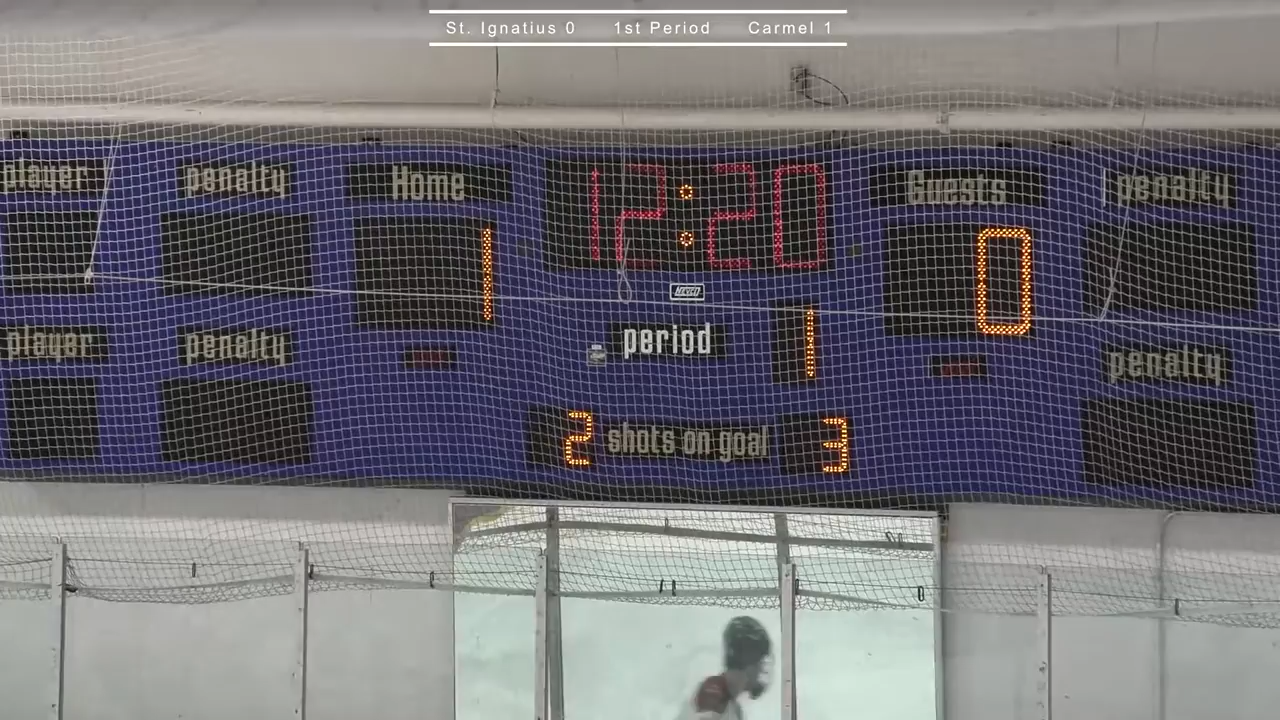 St. Ignatius 0 1st Period Carmel 1
player penalty Home 12:20 Guests penalty
1 0
player penalty period 1 penalty
2 shots on goal 3